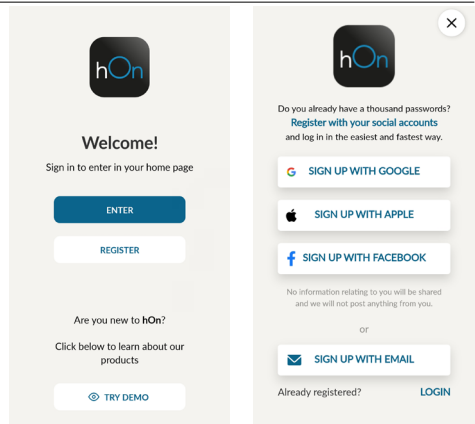 hOn
Welcome!
Sign in to enter in your home page
ENTER
REGISTER
Are you new to hOn?
Click below to learn about our
products
TRY DEMO
hOn
Do you already have a thousand passwords?
Register with your social accounts
and log in in the easiest and fastest way.
SIGN UP WITH GOOGLE
SIGN UP WITH APPLE
SIGN UP WITH FACEBOOK
No information relating to you will be shared
and we will not post anything from you.
or
SIGN UP WITH EMAIL
Already registered? LOGIN